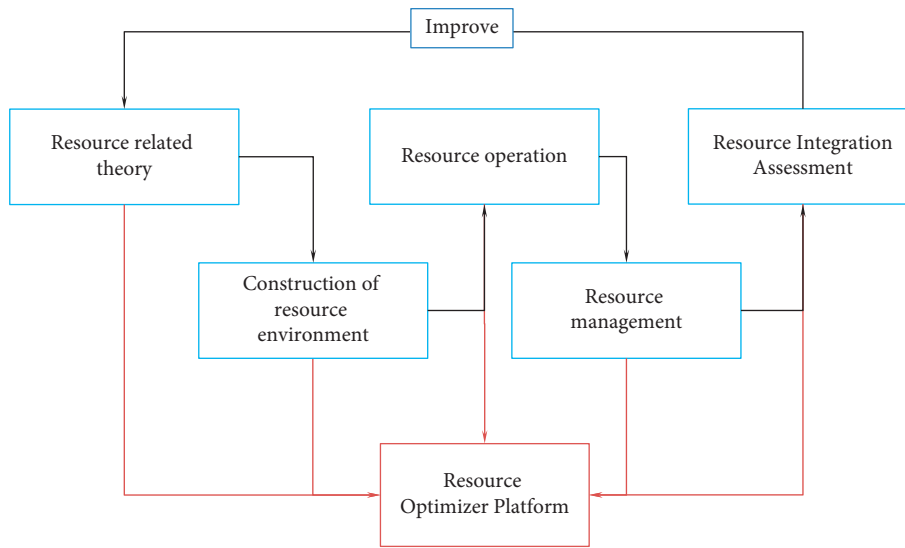 Improve
Resource related
theory
Resource operation
Resource Integration
Assessment
Construction of
resource
environment
Resource
management
Resource
Optimizer Platform